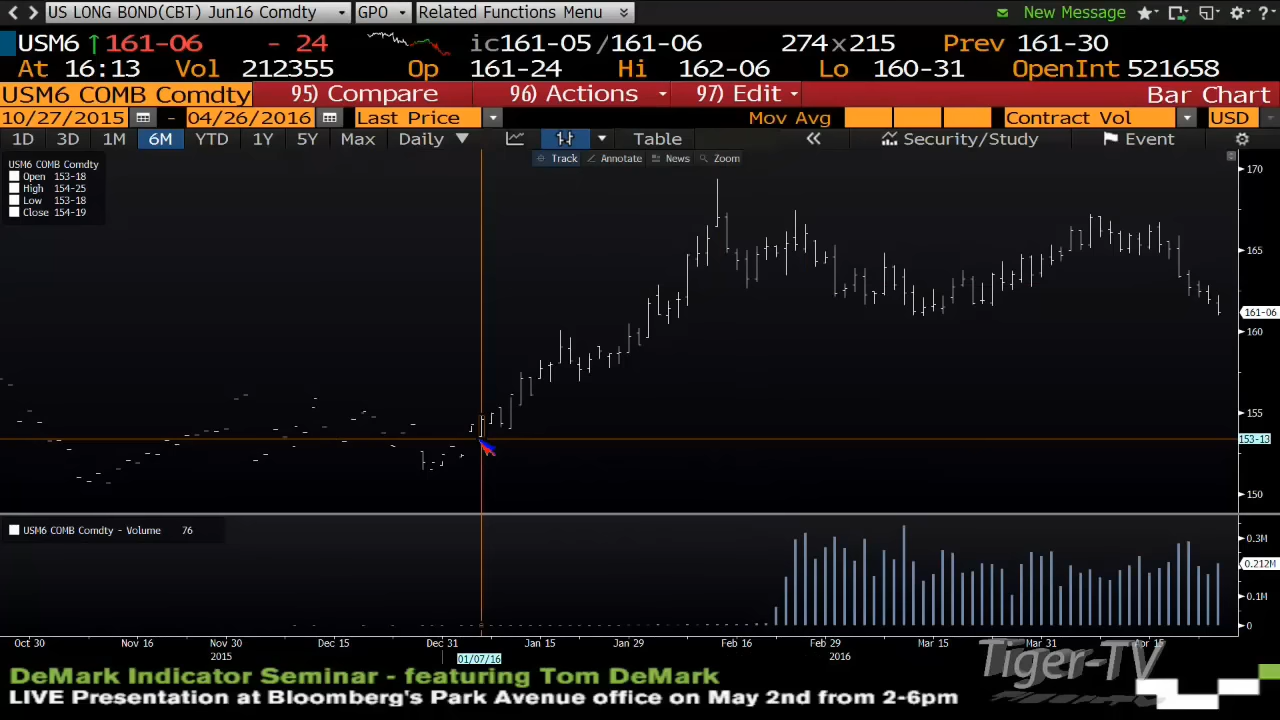 US LONG BOND(CBT) Jun16 Comdty GPO Related Functions Menu New Message
USM6 ↑161-06 - 24 ic161-05/161-06 274x215 Prev 161-30
At 16:13 Vol 212355 Op 161-24 Hi 162-06 Lo 160-31 OpenInt 521658
USM6 COMB Comdty 95) Compare 96) Actions 97) Edit Bar Chart
10/27/2015 - 04/26/2016 Last Price Mov Avg Contract Vol USD
1D 3D 1M 6M YTD 1Y 5Y Max Daily Table Security/Study Event
Track Annotate News Zoom
USM6 COMB Comdty
Open 153-18
High 154-25
Low 153-18
Close 154-19
170
165
161-06
160
155
153-13
150
USM6 COMB Comdty - Volume 76
0.3M
0.212M
0.1M
0
Oct 30 Nov 16 Nov 30 Dec 15 Dec 31 Jan 15 Jan 29 Feb 16 Feb 29 Mar 15 Mar 31 Apr 15
2015 01/07/16 2016
Tiger-TV
DeMark Indicator Seminar - featuring Tom DeMark
LIVE Presentation at Bloomberg's Park Avenue office on May 2nd from 2-6pm